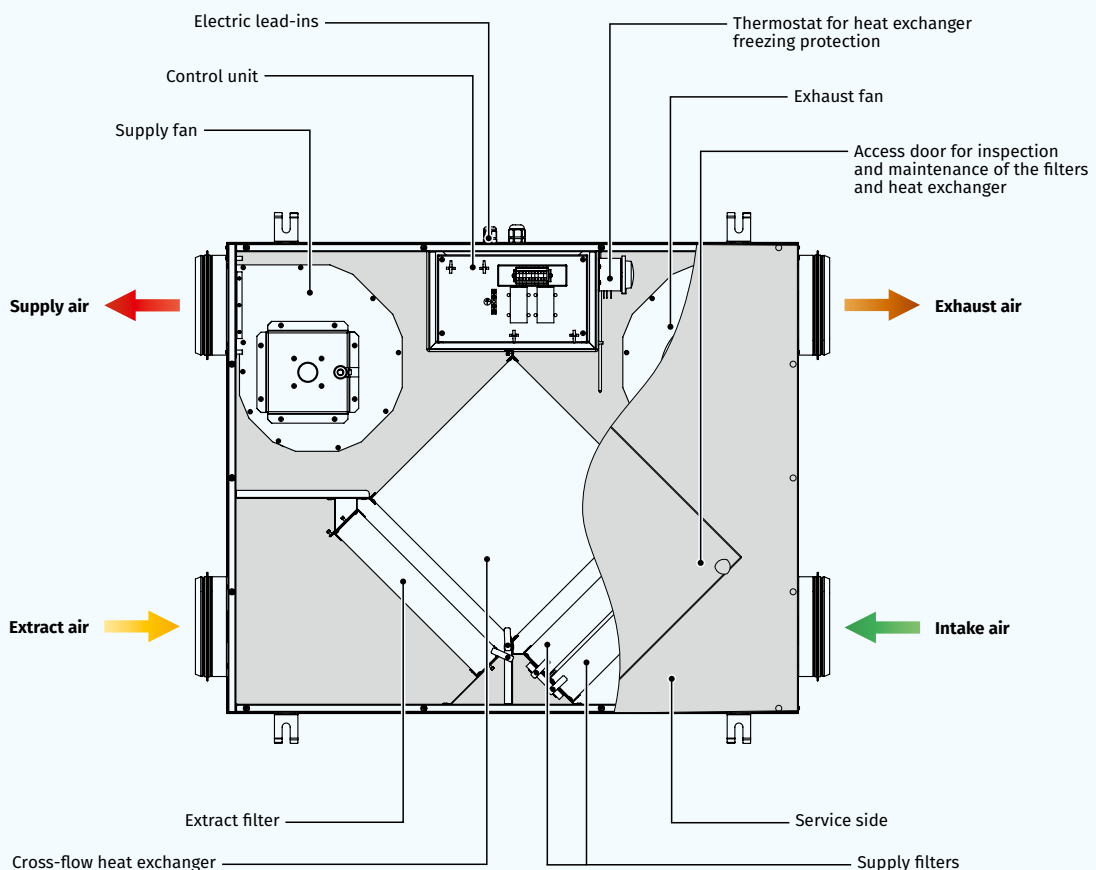 Electric lead-ins
Thermostat for heat exchanger
freezing protection
Control unit
Exhaust fan
Supply fan
Access door for inspection
and maintenance of the filters
and heat exchanger
Supply air
Exhaust air
Extract air
Intake air
Extract filter
Service side
Cross-flow heat exchanger
Supply filters